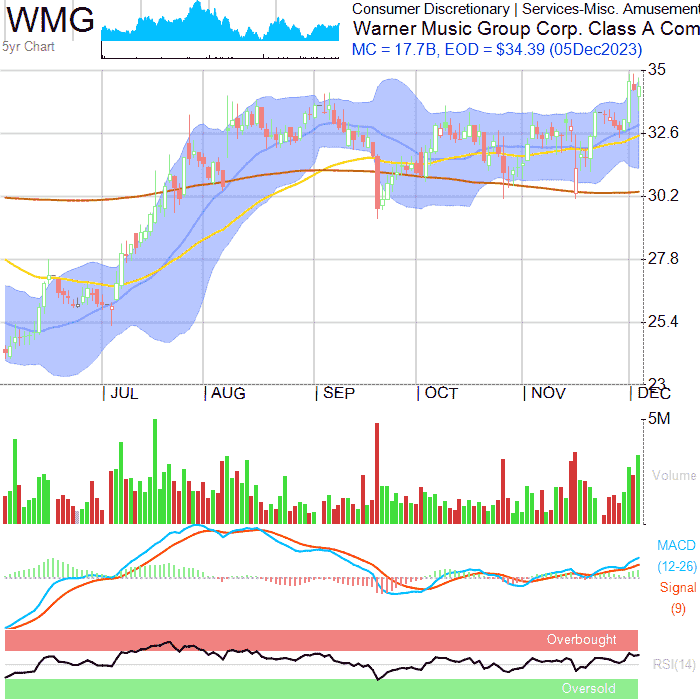 WMG
5yr Chart
Consumer Discretionary | Services-Misc. Amusement
Warner Music Group Corp. Class A Com
MC = 17.7B, EOD = $34.39 (05Dec2023)
35
32.6
30.2
27.8
25.4
23
JUL AUG SEP OCT NOV DEC
5M
Volume
MACD
(12-26)
Signal
(9)
Overbought
RSI(14)
Oversold